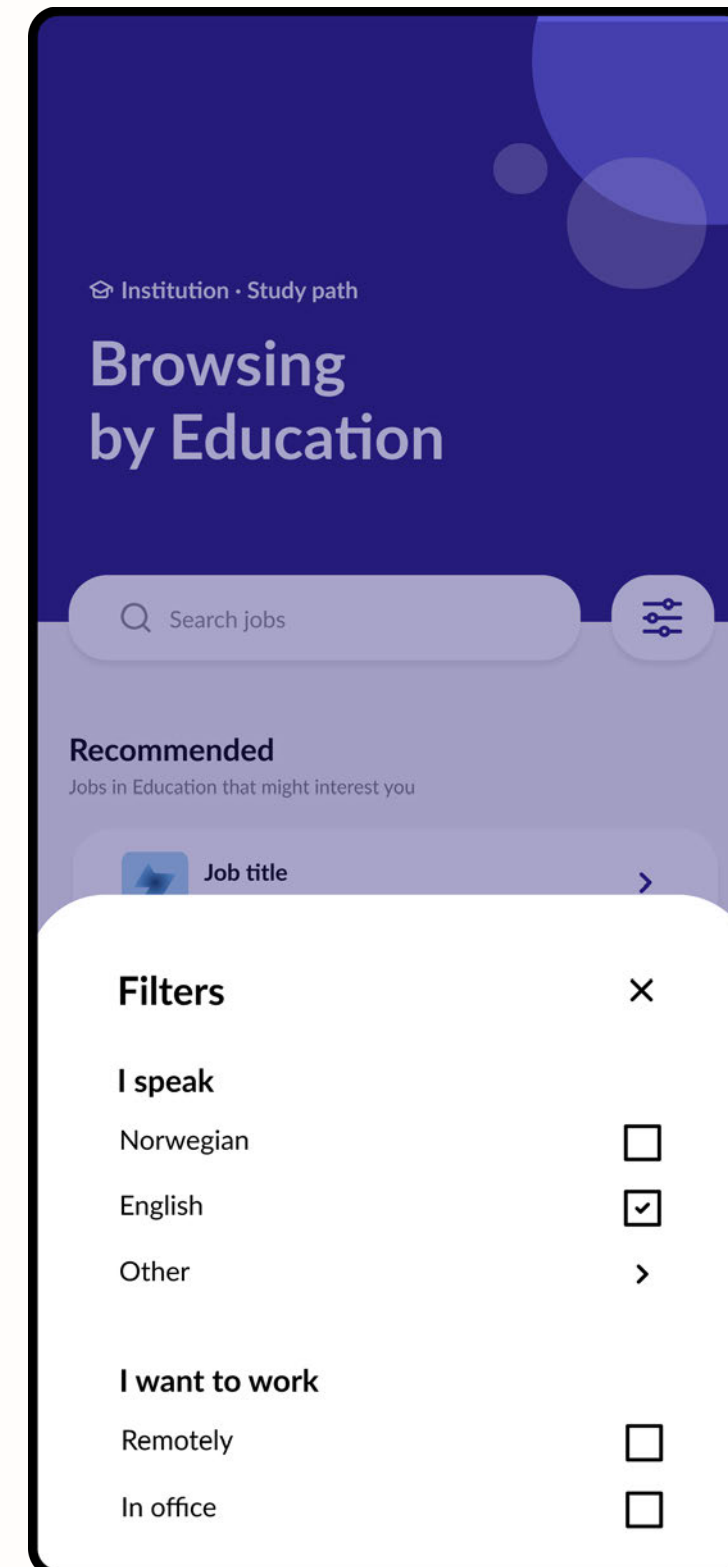 Institution · Study path
Browsing
by Education
Search jobs
Recommended
Jobs in Education that might interest you
Job title
Filters
I speak
Norwegian
English
Other
I want to work
Remotely
In office